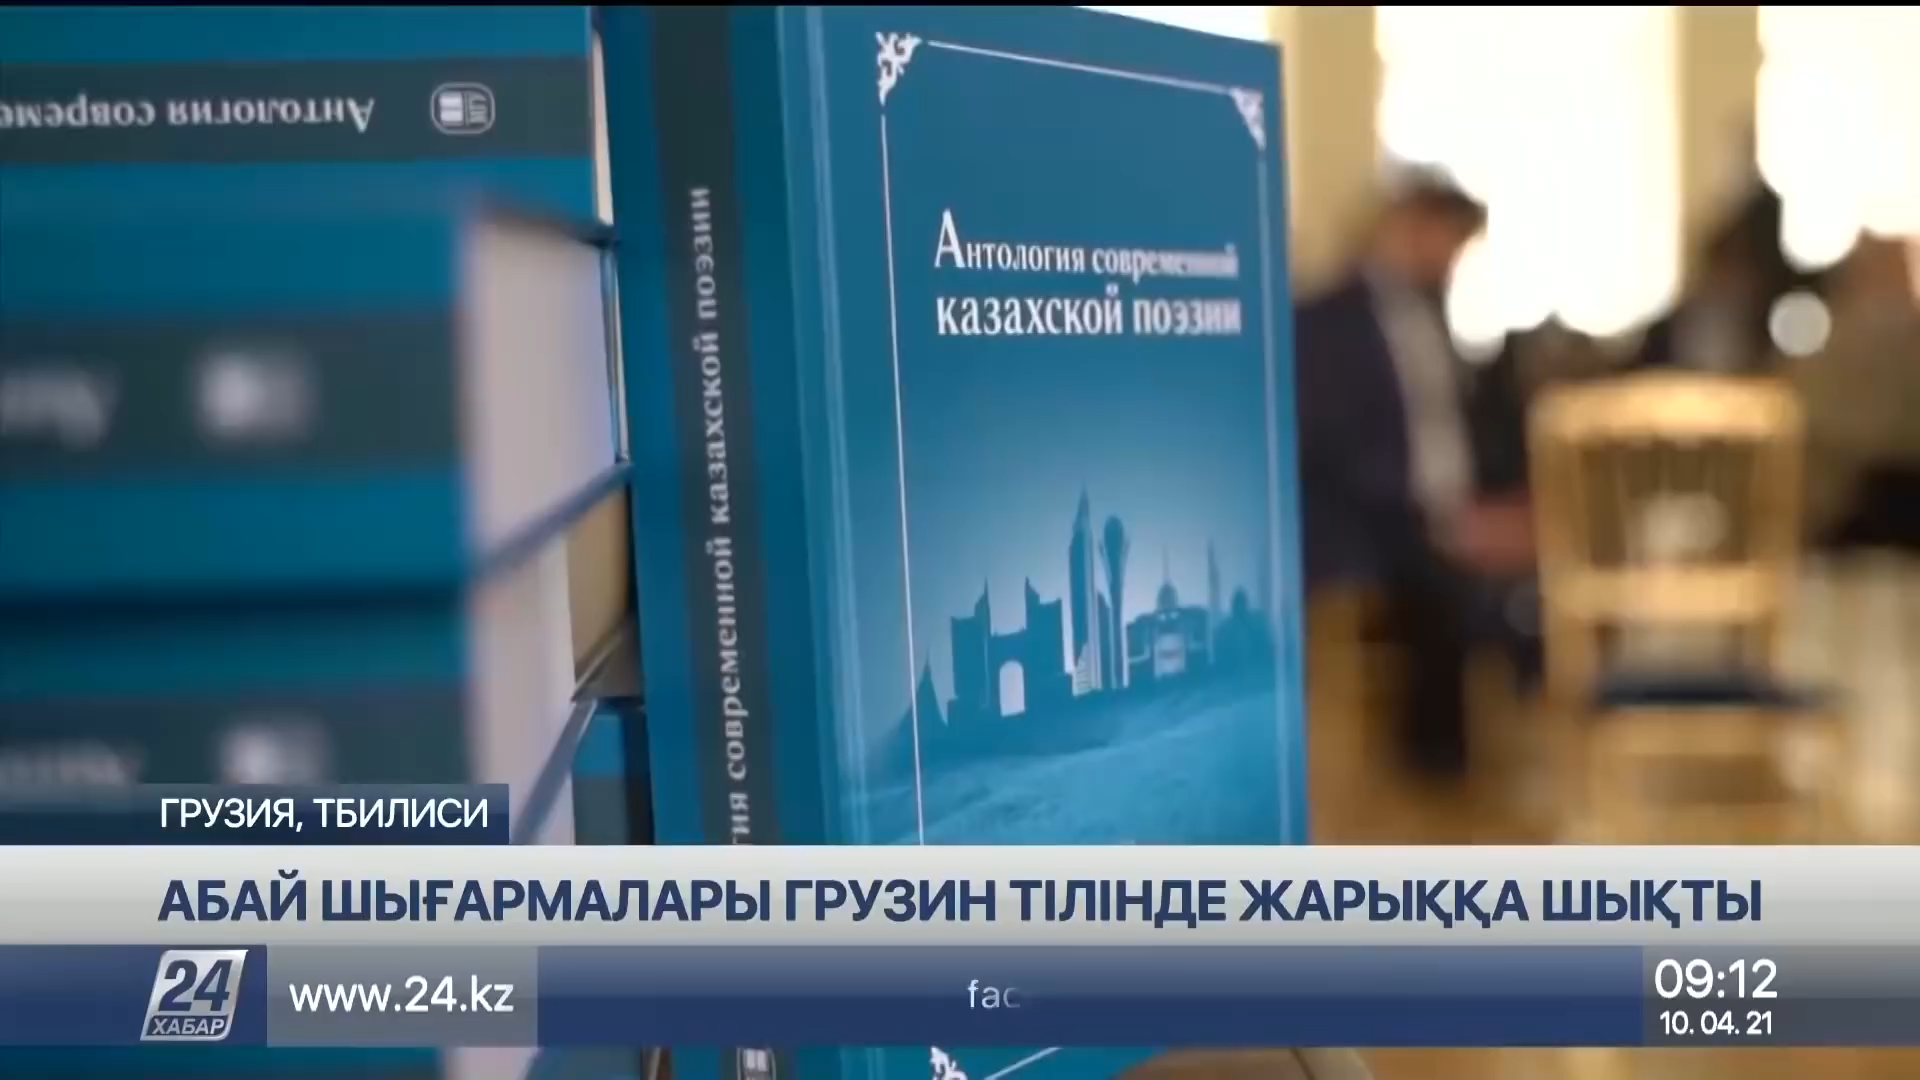 Антология совреме
Антология современной
казахской поэзии
гия современной казахской поэзии
ГРУЗИЯ, ТБИЛИСИ
АБАЙ ШЫҒАРМАЛАРЫ ГРУЗИН ТІЛІНДЕ ЖАРЫҚҚА ШЫҚТЫ
24
ХАБАР
www.24.kz
fac
09:12
10. 04. 21